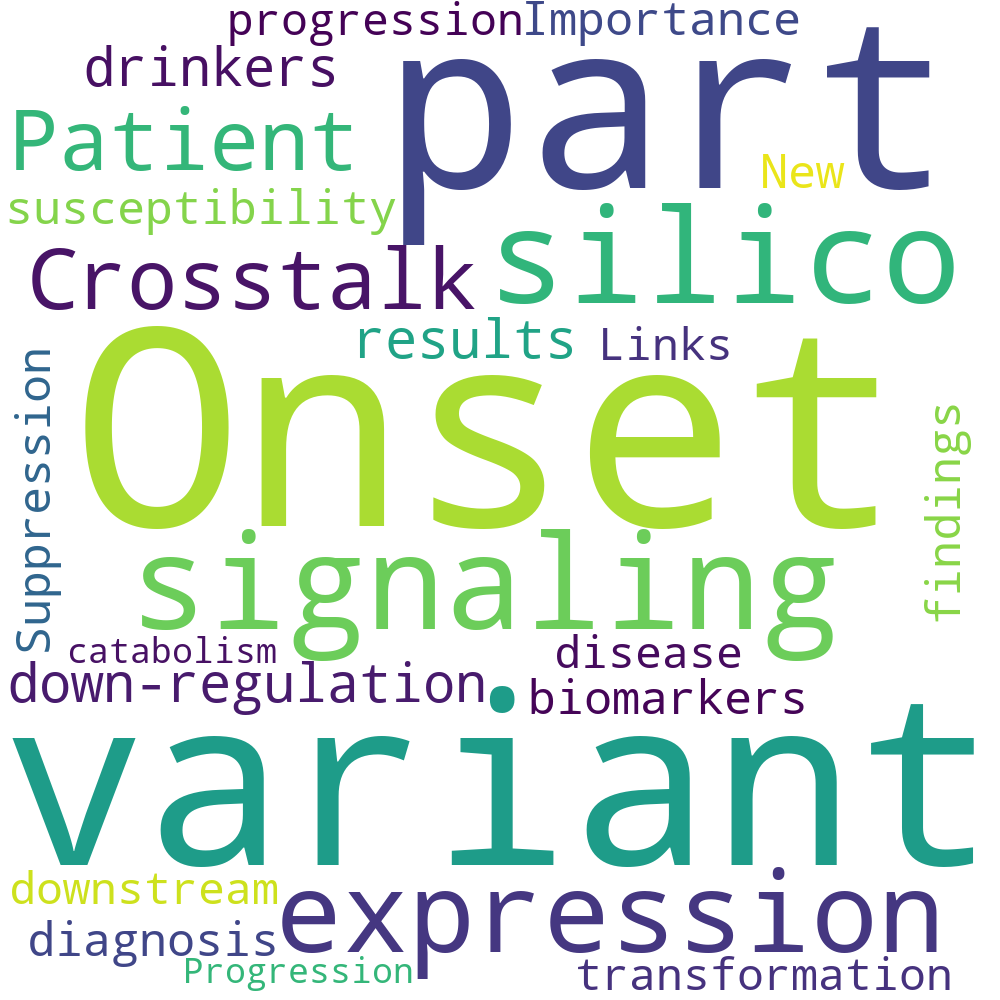 progression Importance
drinkers
part
Patient
New
susceptibility
silico
Crosstalk
results
Links
Suppression
Onset
findings
signaling
catabolism
disease
down-regulation
biomarkers
variant
downstream
expression
diagnosis
Progression
transformation